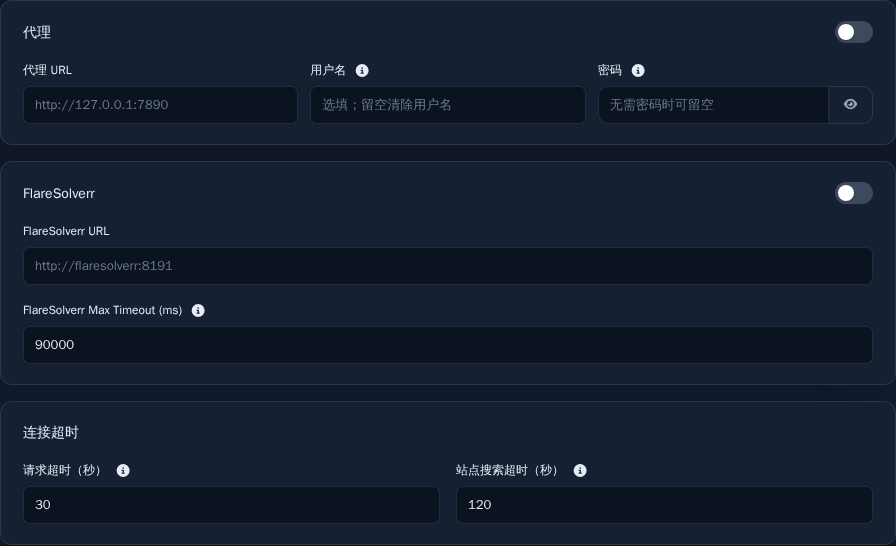 代理
代理 URL 用户名 密码
http://127.0.0.1:7890 选填；留空清除用户名 无需密码时可留空
FlareSolverr
FlareSolverr URL
http://flaresolverr:8191
FlareSolverr Max Timeout (ms)
90000
连接超时
请求超时（秒） 站点搜索超时（秒）
30 120